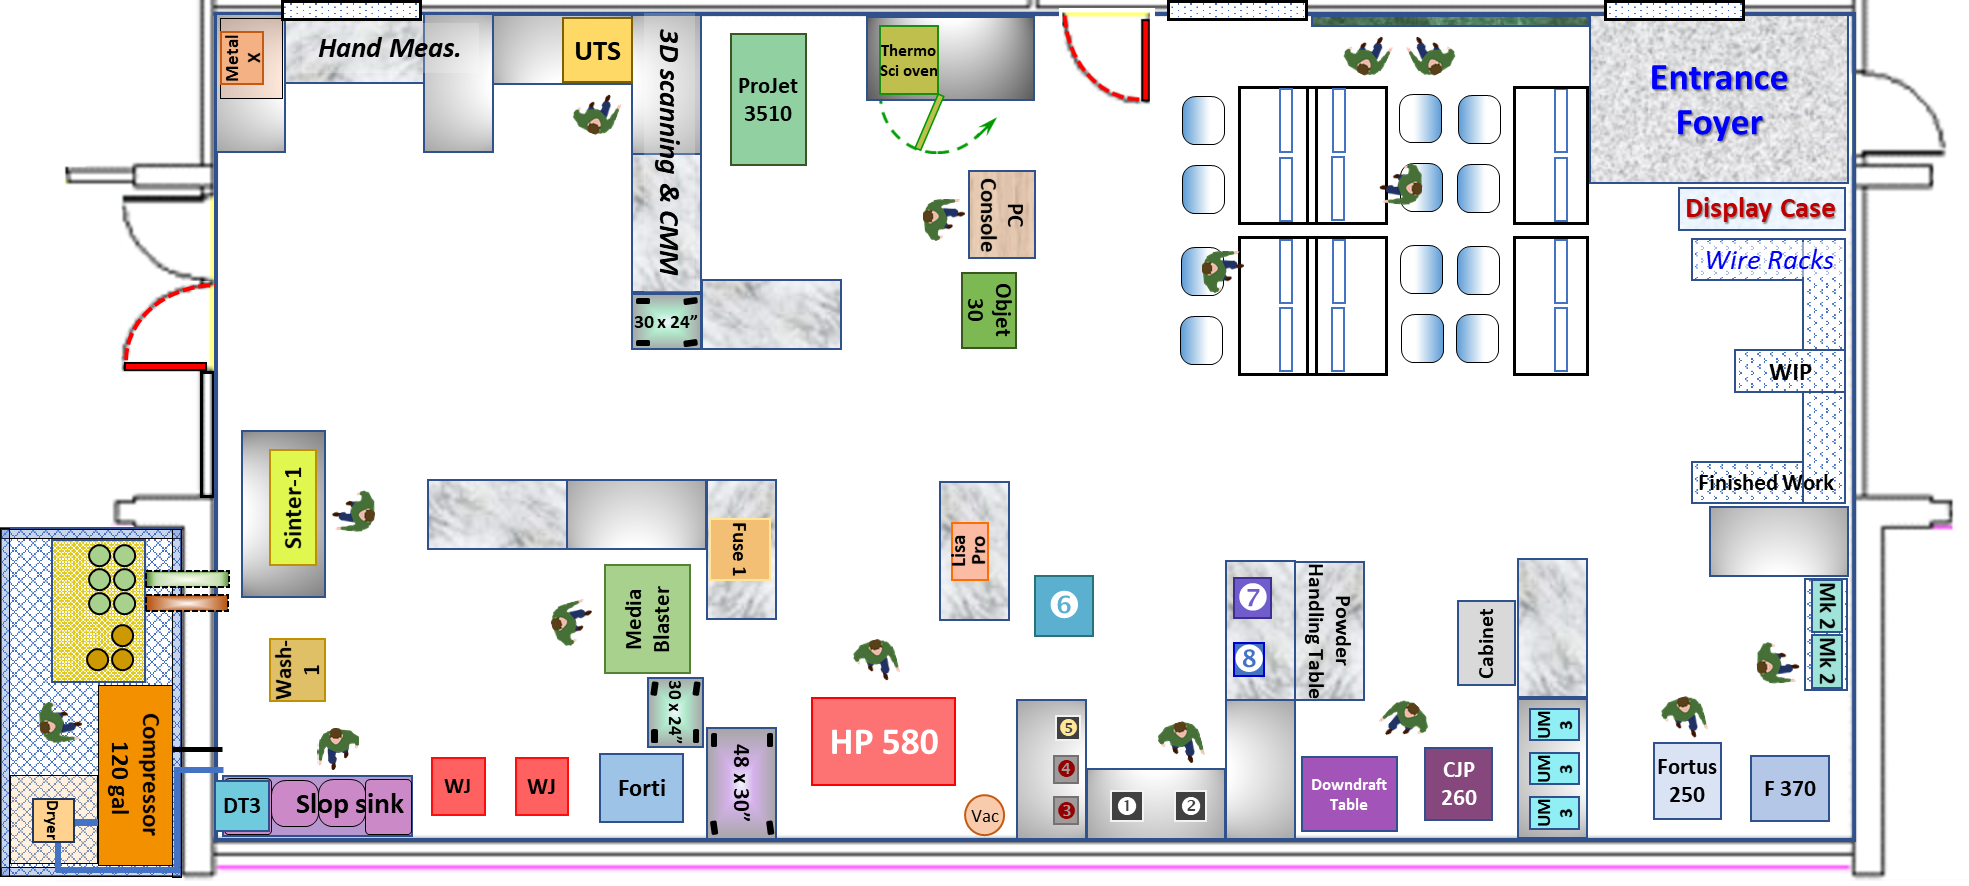 Metal
X
Hand Meas.
UTS
3D scanning & CMM
ProJet
3510
Thermo
Sci oven
PC
Console
Objet
30
30 x 24”
Entrance
Foyer
Display Case
Wire Racks
WIP
Finished Work
Sinter-1
Fuse 1
Lisa
Pro
Media
Blaster
6
7
8
Powder
Handling Table
Cabinet
Mk 2
Mk 2
Wash-
1
30 x 24”
HP 580
48 x 30”
Compressor
120 gal
Dryer
DT3
Slop sink
WJ
WJ
Forti
Vac
5
4
3
1
2
Downdraft
Table
CJP
260
UM
3
UM
3
UM
3
Fortus
250
F 370